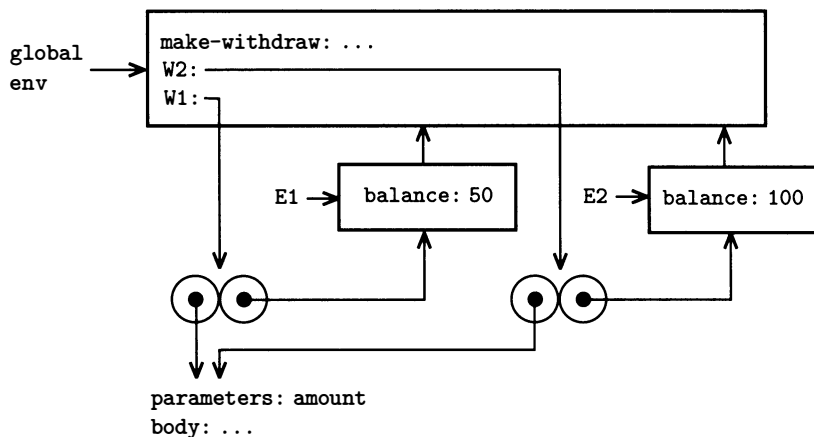 global
env
make-withdraw: ...
W2:
W1:
E1
balance: 50
E2
balance: 100
parameters: amount
body: ...